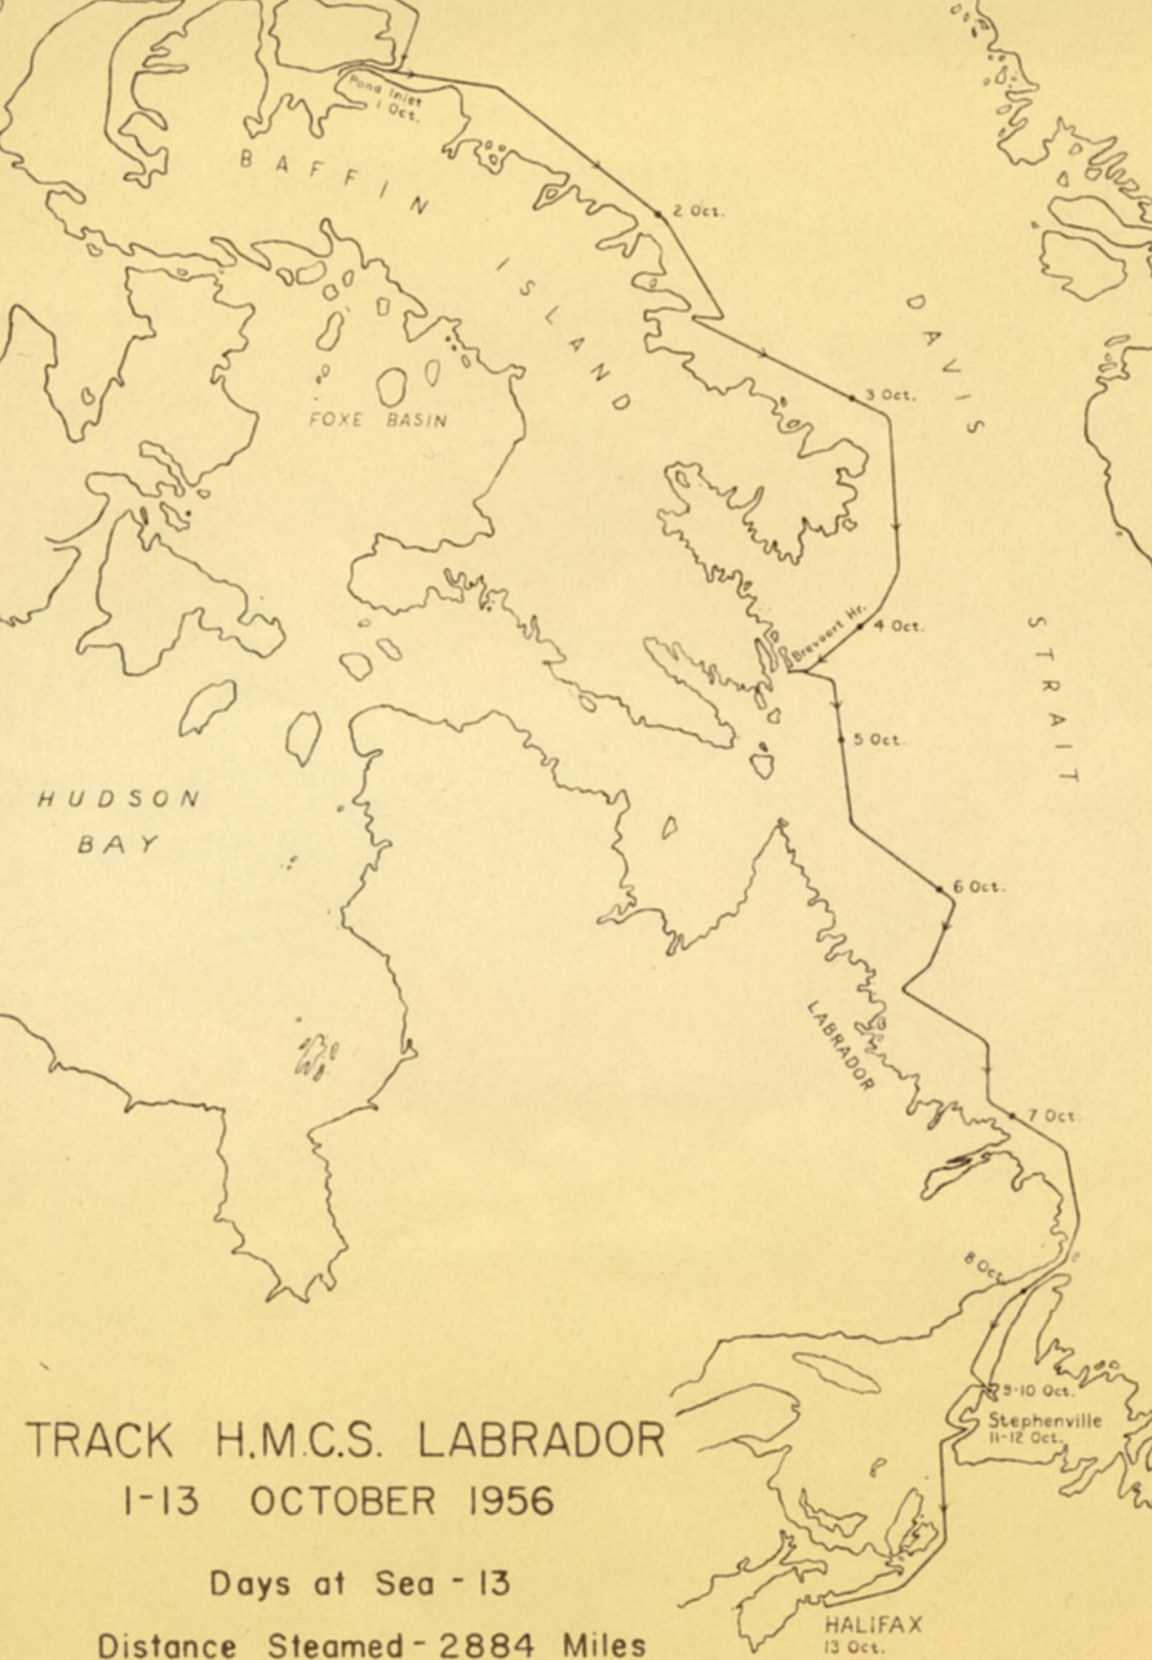 Pond Inlet
1 Oct.
BAFFIN
ISLAND
2 Oct.
DAVIS
STRAIT
3 Oct.
FOXE BASIN
Brevoort Hr.
4 Oct.
5 Oct.
HUDSON
BAY
6 Oct.
LABRADOR
7 Oct.
8 Oct.
9-10 Oct.
Stephenville
11-12 Oct.
TRACK H.M.C.S. LABRADOR
1-13 OCTOBER 1956
Days at Sea - 13
Distance Steamed - 2884 Miles
HALIFAX
13 Oct.